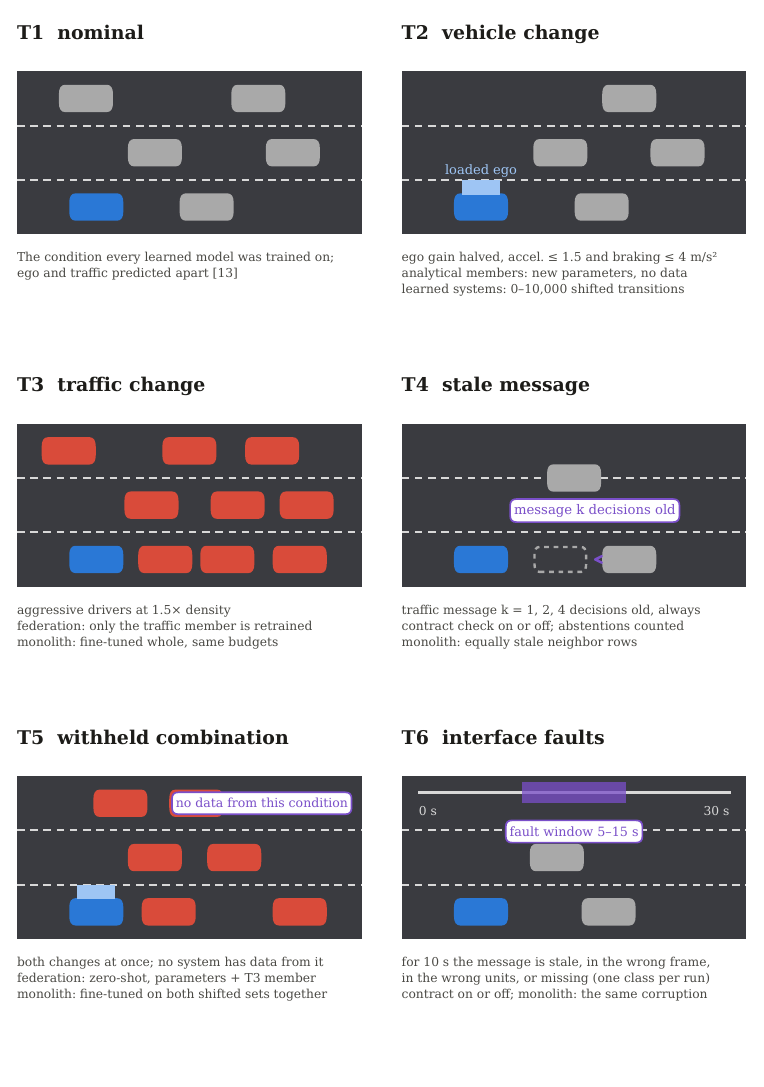 T1  nominal
The condition every learned model was trained on;
ego and traffic predicted apart [13]
T2  vehicle change
loaded ego
ego gain halved, accel. ≤ 1.5 and braking ≤ 4 m/s²
analytical members: new parameters, no data
learned systems: 0–10,000 shifted transitions
T3  traffic change
aggressive drivers at 1.5× density
federation: only the traffic member is retrained
monolith: fine-tuned whole, same budgets
T4  stale message
message k decisions old
traffic message k = 1, 2, 4 decisions old, always
contract check on or off; abstentions counted
monolith: equally stale neighbor rows
T5  withheld combination
no data from this condition
both changes at once; no system has data from it
federation: zero-shot, parameters + T3 member
monolith: fine-tuned on both shifted sets together
T6  interface faults
0 s
30 s
fault window 5–15 s
for 10 s the message is stale, in the wrong frame,
in the wrong units, or missing (one class per run)
contract on or off; monolith: the same corruption